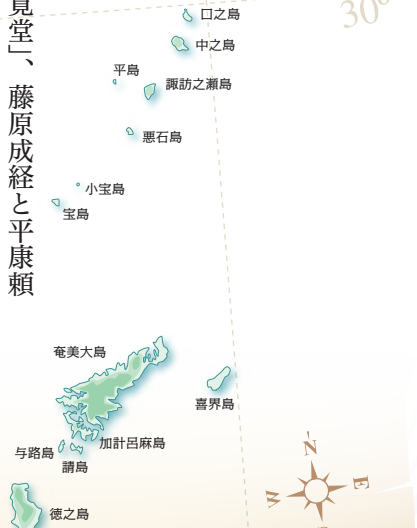 覚堂」、藤原成経と平康頼
30°
口之島
中之島
平島
諏訪之瀬島
悪石島
小宝島
宝島
奄美大島
喜界島
加計呂麻島
与路島
請島
徳之島
N
W
E